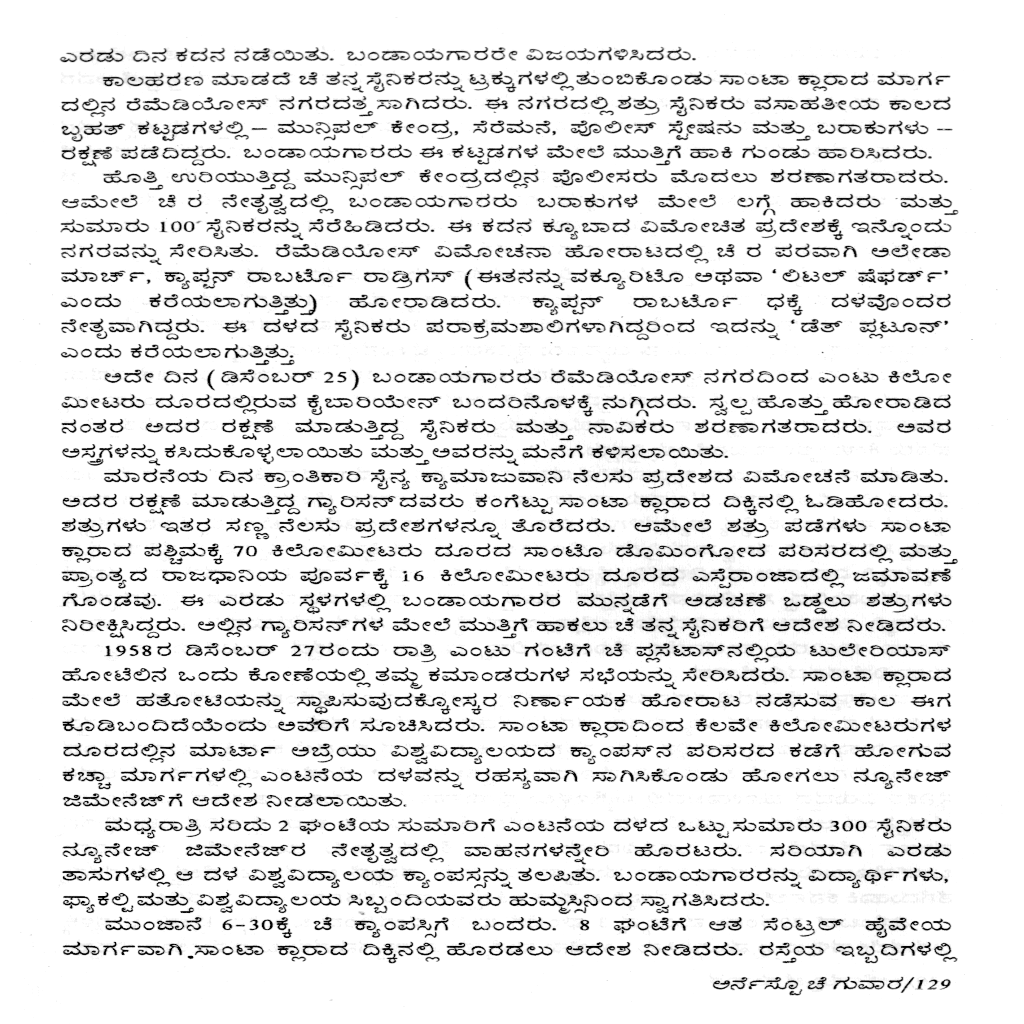 ಎರಡು ದಿನ ಕದನ ನಡೆಯಿತು. ಬಂಡಾಯಗಾರರೇ ವಿಜಯಗಳಿಸಿದರು.
ಕಾಲಹರಣ ಮಾಡದೆ ಚೆ ತನ್ನ ಸೈನಿಕರನ್ನು ಟ್ರಕ್ಕುಗಳಲ್ಲಿ ತುಂಬಿಕೊಂಡು ಸಾಂಟಾ ಕ್ಲಾರಾದ ಮಾರ್ಗ
ದಲ್ಲಿನ ರೆಮೆಡಿಯೋಸ್ ನಗರದತ್ತ ಸಾಗಿದರು. ಈ ನಗರದಲ್ಲಿ ಶತ್ರು ಸೈನಿಕರು ವಸಾಹತೀಯ ಕಾಲದ
ಬೃಹತ್ ಕಟ್ಟಡಗಳಲ್ಲಿ – ಮುನ್ಸಿಪಲ್ ಕೇಂದ್ರ, ಸೆರೆಮನೆ, ಪೊಲೀಸ್ ಸ್ಟೇಷನು ಮತ್ತು ಬರಾಕುಗಳು --
ರಕ್ಷಣೆ ಪಡೆದಿದ್ದರು. ಬಂಡಾಯಗಾರರು ಈ ಕಟ್ಟಡಗಳ ಮೇಲೆ ಮುತ್ತಿಗೆ ಹಾಕಿ ಗುಂಡು ಹಾರಿಸಿದರು.
ಹೊತ್ತಿ ಉರಿಯುತ್ತಿದ್ದ ಮುನ್ಸಿಪಲ್ ಕೇಂದ್ರದಲ್ಲಿನ ಪೊಲೀಸರು ಮೊದಲು ಶರಣಾಗತರಾದರು.
ಆಮೇಲೆ ಚೆ ರ ನೇತೃತ್ವದಲ್ಲಿ ಬಂಡಾಯಗಾರರು ಬರಾಕುಗಳ ಮೇಲೆ ಲಗ್ಗೆ ಹಾಕಿದರು ಮತ್ತು
ಸುಮಾರು 100 ಸೈನಿಕರನ್ನು ಸೆರೆಹಿಡಿದರು. ಈ ಕದನ ಕ್ಯೂಬಾದ ವಿಮೋಚಿತ ಪ್ರದೇಶಕ್ಕೆ ಇನ್ನೊಂದು
ನಗರವನ್ನು ಸೇರಿಸಿತು. ರೆಮೆಡಿಯೋಸ್ ವಿಮೋಚನಾ ಹೋರಾಟದಲ್ಲಿ ಚೆ ರ ಪರವಾಗಿ ಅಲೇಡಾ
ಮಾರ್ಚ್, ಕ್ಯಾಪ್ಟನ್ ರಾಬರ್ಟೊ ರಾಡ್ರಿಗಸ್ (ಈತನನ್ನು ವಕ್ಯೂರಿಟೊ ಅಥವಾ ‘ಲಿಟಲ್ ಷೆಫರ್ಡ್’
ಎಂದು ಕರೆಯಲಾಗುತ್ತಿತ್ತು) ಹೋರಾಡಿದರು. ಕ್ಯಾಪ್ಟನ್ ರಾಬರ್ಟೊ ಧಕ್ಕೆ ದಳವೊಂದರ
ನೇತೃವಾಗಿದ್ದರು. ಈ ದಳದ ಸೈನಿಕರು ಪರಾಕ್ರಮಶಾಲಿಗಳಾಗಿದ್ದರಿಂದ ಇದನ್ನು ‘ಡೆತ್ ಪ್ಲಟೂನ್’
ಎಂದು ಕರೆಯಲಾಗುತ್ತಿತ್ತು.
ಅದೇ ದಿನ (ಡಿಸೆಂಬರ್ 25) ಬಂಡಾಯಗಾರರು ರೆಮೆಡಿಯೋಸ್ ನಗರದಿಂದ ಎಂಟು ಕಿಲೋ
ಮೀಟರು ದೂರದಲ್ಲಿರುವ ಕೈಬಾರಿಯೇನ್ ಬಂದರಿನೊಳಕ್ಕೆ ನುಗ್ಗಿದರು. ಸ್ವಲ್ಪ ಹೊತ್ತು ಹೋರಾಡಿದ
ನಂತರ ಅದರ ರಕ್ಷಣೆ ಮಾಡುತ್ತಿದ್ದ ಸೈನಿಕರು ಮತ್ತು ನಾವಿಕರು ಶರಣಾಗತರಾದರು. ಅವರ
ಅಸ್ತ್ರಗಳನ್ನು ಕಸಿದುಕೊಳ್ಳಲಾಯಿತು ಮತ್ತು ಅವರನ್ನು ಮನೆಗೆ ಕಳಿಸಲಾಯಿತು.
ಮಾರನೆಯ ದಿನ ಕ್ರಾಂತಿಕಾರಿ ಸೈನ್ಯ ಕ್ಯಾಮಾಜುವಾನಿ ನೆಲಸು ಪ್ರದೇಶದ ವಿಮೋಚನೆ ಮಾಡಿತು.
ಅದರ ರಕ್ಷಣೆ ಮಾಡುತ್ತಿದ್ದ ಗ್ಯಾರಿಸನ್‌ದವರು ಕಂಗೆಟ್ಟು ಸಾಂಟಾ ಕ್ಲಾರಾದ ದಿಕ್ಕಿನಲ್ಲಿ ಓಡಿಹೋದರು.
ಶತ್ರುಗಳು ಇತರ ಸಣ್ಣ ನೆಲಸು ಪ್ರದೇಶಗಳನ್ನೂ ತೊರೆದರು. ಆಮೇಲೆ ಶತ್ರು ಪಡೆಗಳು ಸಾಂಟಾ
ಕ್ಲಾರಾದ ಪಶ್ಚಿಮಕ್ಕೆ 70 ಕಿಲೋಮೀಟರು ದೂರದ ಸಾಂಟೊ ಡೊಮಿಂಗೋದ ಪರಿಸರದಲ್ಲಿ ಮತ್ತು
ಪ್ರಾಂತ್ಯದ ರಾಜಧಾನಿಯ ಪೂರ್ವಕ್ಕೆ 16 ಕಿಲೋಮೀಟರು ದೂರದ ಎಸ್ಪೆರಾಂಜಾದಲ್ಲಿ ಜಮಾವಣೆ
ಗೊಂಡವು. ಈ ಎರಡು ಸ್ಥಳಗಳಲ್ಲಿ ಬಂಡಾಯಗಾರರ ಮುನ್ನಡೆಗೆ ಅಡಚಣೆ ಒಡ್ಡಲು ಶತ್ರುಗಳು
ನಿರೀಕ್ಷಿಸಿದ್ದರು. ಅಲ್ಲಿನ ಗ್ಯಾರಿಸನ್‌ಗಳ ಮೇಲೆ ಮುತ್ತಿಗೆ ಹಾಕಲು ಚೆ ತನ್ನ ಸೈನಿಕರಿಗೆ ಆದೇಶ ನೀಡಿದರು.
1958ರ ಡಿಸೆಂಬರ್ 27ರಂದು ರಾತ್ರಿ ಎಂಟು ಗಂಟೆಗೆ ಚೆ ಪ್ಲಸೆಟಾಸ್‌ನಲ್ಲಿಯ ಟುಲೇರಿಯಾಸ್
ಹೋಟೆಲಿನ ಒಂದು ಕೋಣೆಯಲ್ಲಿ ತಮ್ಮ ಕಮಾಂಡರುಗಳ ಸಭೆಯನ್ನು ಸೇರಿಸಿದರು. ಸಾಂಟಾ ಕ್ಲಾರಾದ
ಮೇಲೆ ಹತೋಟಿಯನ್ನು ಸ್ಥಾಪಿಸುವುದಕ್ಕೋಸ್ಕರ ನಿರ್ಣಾಯಕ ಹೋರಾಟ ನಡೆಸುವ ಕಾಲ ಈಗ
ಕೂಡಿಬಂದಿದೆಯೆಂದು ಅವರಿಗೆ ಸೂಚಿಸಿದರು. ಸಾಂಟಾ ಕ್ಲಾರಾದಿಂದ ಕೆಲವೇ ಕಿಲೋಮೀಟರುಗಳ
ದೂರದಲ್ಲಿನ ಮಾರ್ಟಾ ಅಬ್ರೆಯು ವಿಶ್ವವಿದ್ಯಾಲಯದ ಕ್ಯಾಂಪಸ್‌ನ ಪರಿಸರದ ಕಡೆಗೆ ಹೋಗುವ
ಕಚ್ಚಾ ಮಾರ್ಗಗಳಲ್ಲಿ ಎಂಟನೆಯ ದಳವನ್ನು ರಹಸ್ಯವಾಗಿ ಸಾಗಿಸಿಕೊಂಡು ಹೋಗಲು ನ್ಯೂನೇಜ್
ಜಿಮೇನೆಜ್‌ಗೆ ಆದೇಶ ನೀಡಲಾಯಿತು.
ಮಧ್ಯರಾತ್ರಿ ಸರಿದು 2 ಘಂಟೆಯ ಸುಮಾರಿಗೆ ಎಂಟನೆಯ ದಳದ ಒಟ್ಟು ಸುಮಾರು 300 ಸೈನಿಕರು
ನ್ಯೂನೇಜ್ ಜಿಮೇನೆಜ್‌ರ ನೇತೃತ್ವದಲ್ಲಿ ವಾಹನಗಳನ್ನೇರಿ ಹೊರಟರು. ಸರಿಯಾಗಿ ಎರಡು
ತಾಸುಗಳಲ್ಲಿ ಆ ದಳ ವಿಶ್ವವಿದ್ಯಾಲಯ ಕ್ಯಾಂಪಸ್ಸನ್ನು ತಲಪಿತು. ಬಂಡಾಯಗಾರರನ್ನು ವಿದ್ಯಾರ್ಥಿಗಳು,
ಫ್ಯಾಕಲ್ಟಿ ಮತ್ತು ವಿಶ್ವವಿದ್ಯಾಲಯ ಸಿಬ್ಬಂದಿಯವರು ಹುಮ್ಮಸ್ಸಿನಿಂದ ಸ್ವಾಗತಿಸಿದರು.
ಮುಂಜಾನೆ 6-30ಕ್ಕೆ ಚೆ ಕ್ಯಾಂಪಸ್ಸಿಗೆ ಬಂದರು. 8 ಘಂಟೆಗೆ ಆತ ಸೆಂಟ್ರಲ್ ಹೈವೇಯ
ಮಾರ್ಗವಾಗಿ ಸಾಂಟಾ ಕ್ಲಾರಾದ ದಿಕ್ಕಿನಲ್ಲಿ ಹೊರಡಲು ಆದೇಶ ನೀಡಿದರು. ರಸ್ತೆಯ ಇಬ್ಬದಿಗಳಲ್ಲಿ
ಅರ್ನೆಸ್ಟೊ ಚೆ ಗುವಾರ/129